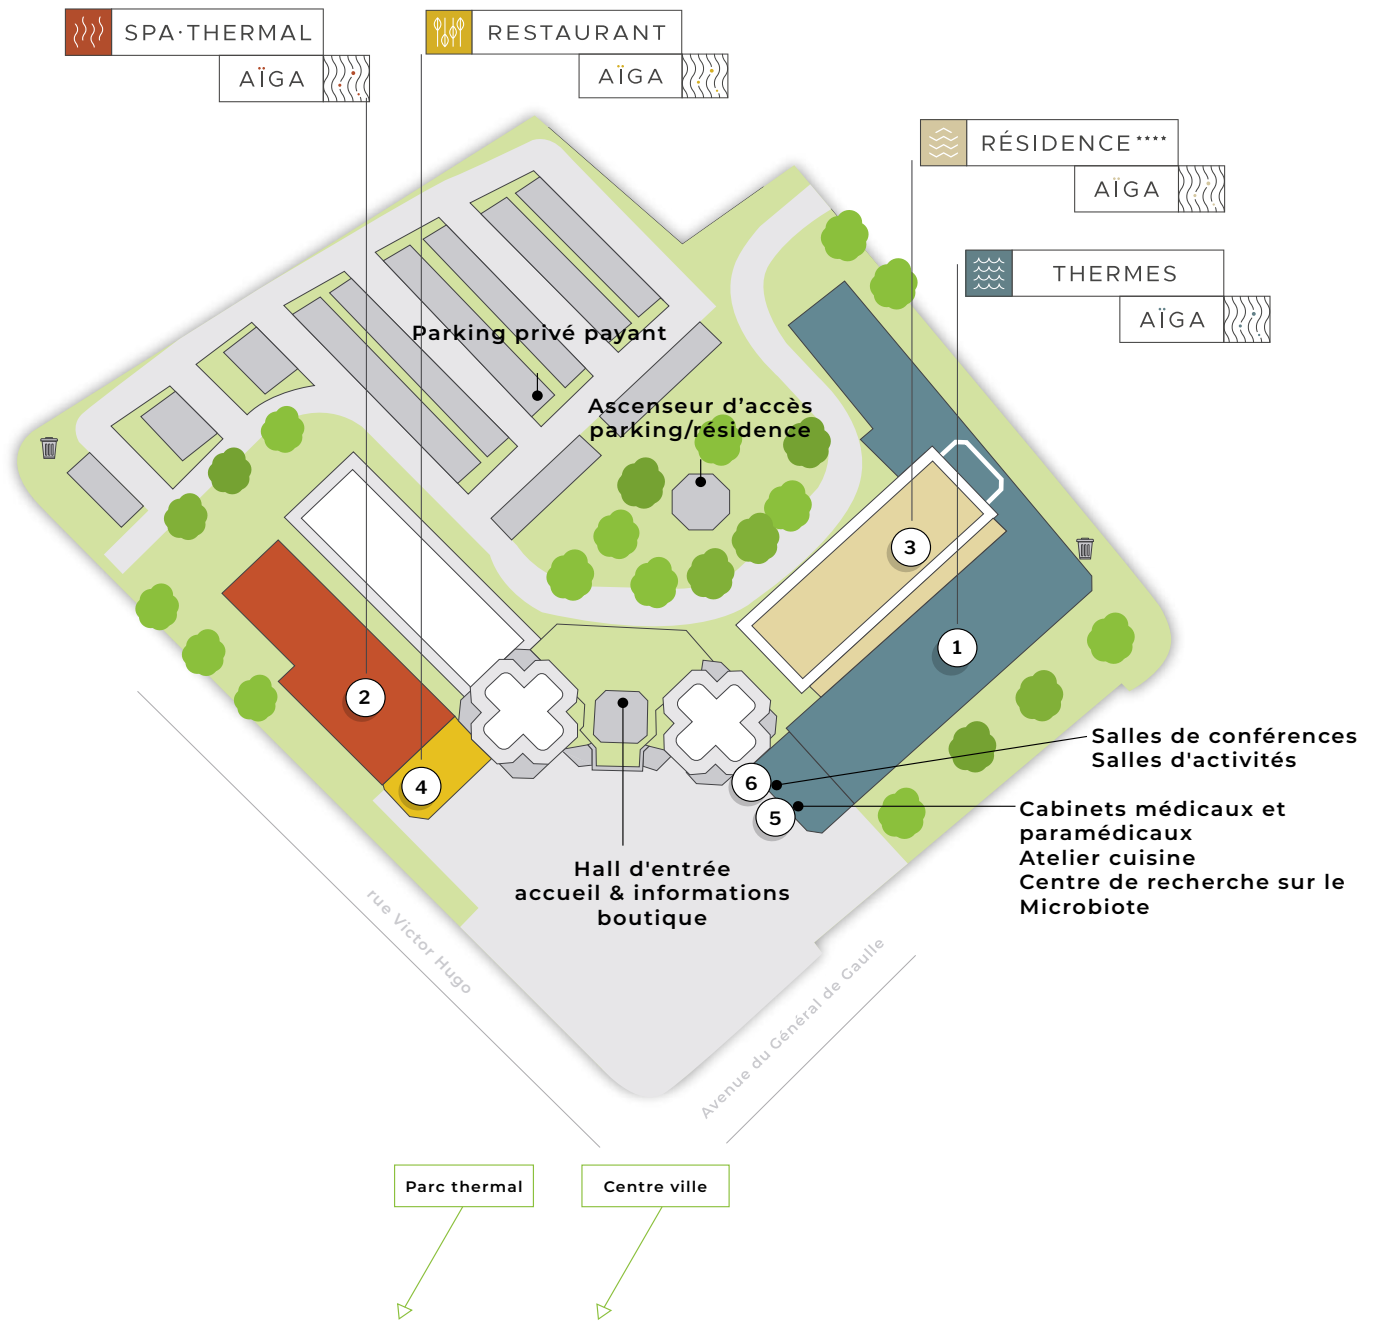 SPA·THERMAL
AÏGA
RESTAURANT
AÏGA
RÉSIDENCE****
AÏGA
THERMES
AÏGA
Parking privé payant
Ascenseur d’accès
parking/résidence
3
1
2
4
6
5
Salles de conférences
Salles d'activités
Cabinets médicaux et
paramédicaux
Atelier cuisine
Centre de recherche sur le
Microbiote
Hall d'entrée
accueil & informations
boutique
rue Victor Hugo
Avenue du Général de Gaulle
Parc thermal
Centre ville